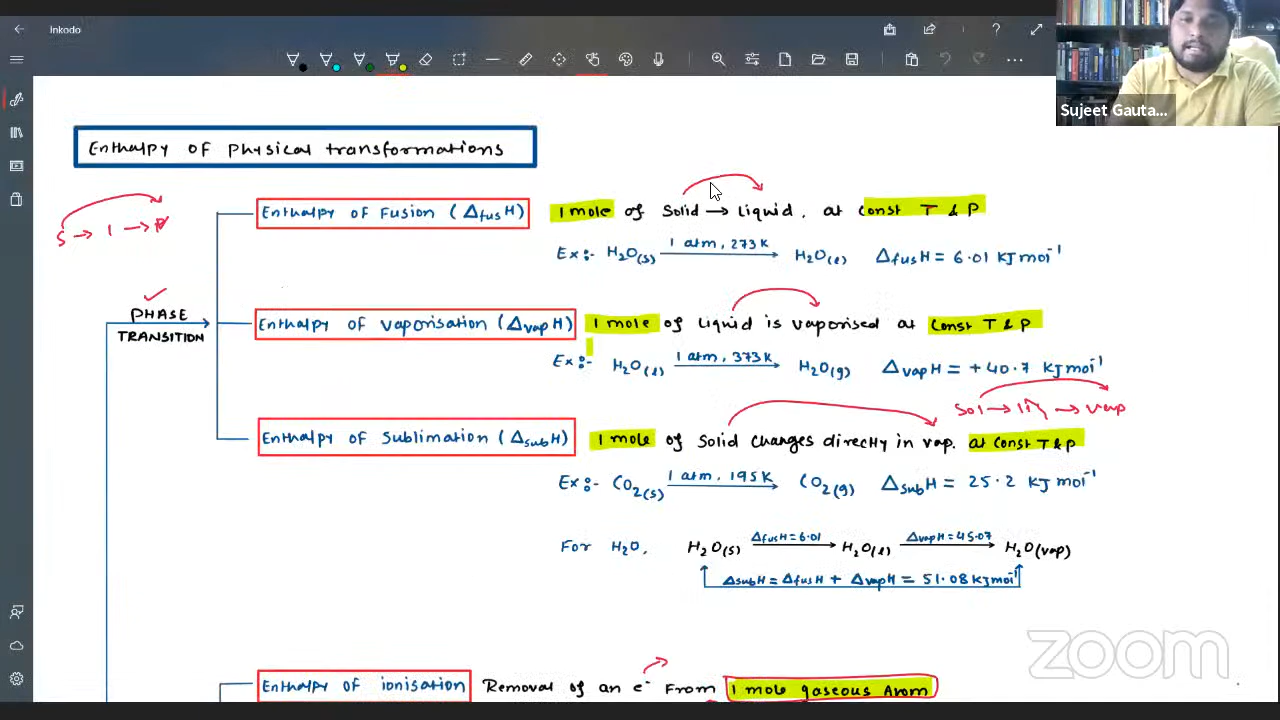 Inkodo
Sujeet Gauta...
Enthalpy of Physical transformations
S → l →
Enthalpy of Fusion (ΔfusH)
1 mole of Solid → Liquid. at Const T & P
Ex:- H₂O(s) 1 atm, 273K H₂O(l) ΔfusH = 6.01 KJ mol⁻¹
PHASE
TRANSITION
Enthalpy of vaporisation (ΔvapH)
1 mole of Liquid is vaporised at Const T & P
Ex:- H₂O(l) 1 atm, 373K H₂O(g) ΔvapH = +40.7 KJ mol⁻¹
Sol → liq → vap
Enthalpy of Sublimation (ΔsubH)
1 mole of Solid Changes directly in vap. at Const T & P
Ex:- CO₂(s) 1 atm, 195K CO₂(g) ΔsubH = 25.2 KJ mol⁻¹
For H₂O, H₂O(s) ΔfusH = 6.01 H₂O(l) ΔvapH = 45.07 H₂O(vap)
ΔsubH = ΔfusH + ΔvapH = 51.08 KJ mol⁻¹
zoom
Enthalpy of ionisation
Removal of an e⁻ From 1 mole gaseous Atom